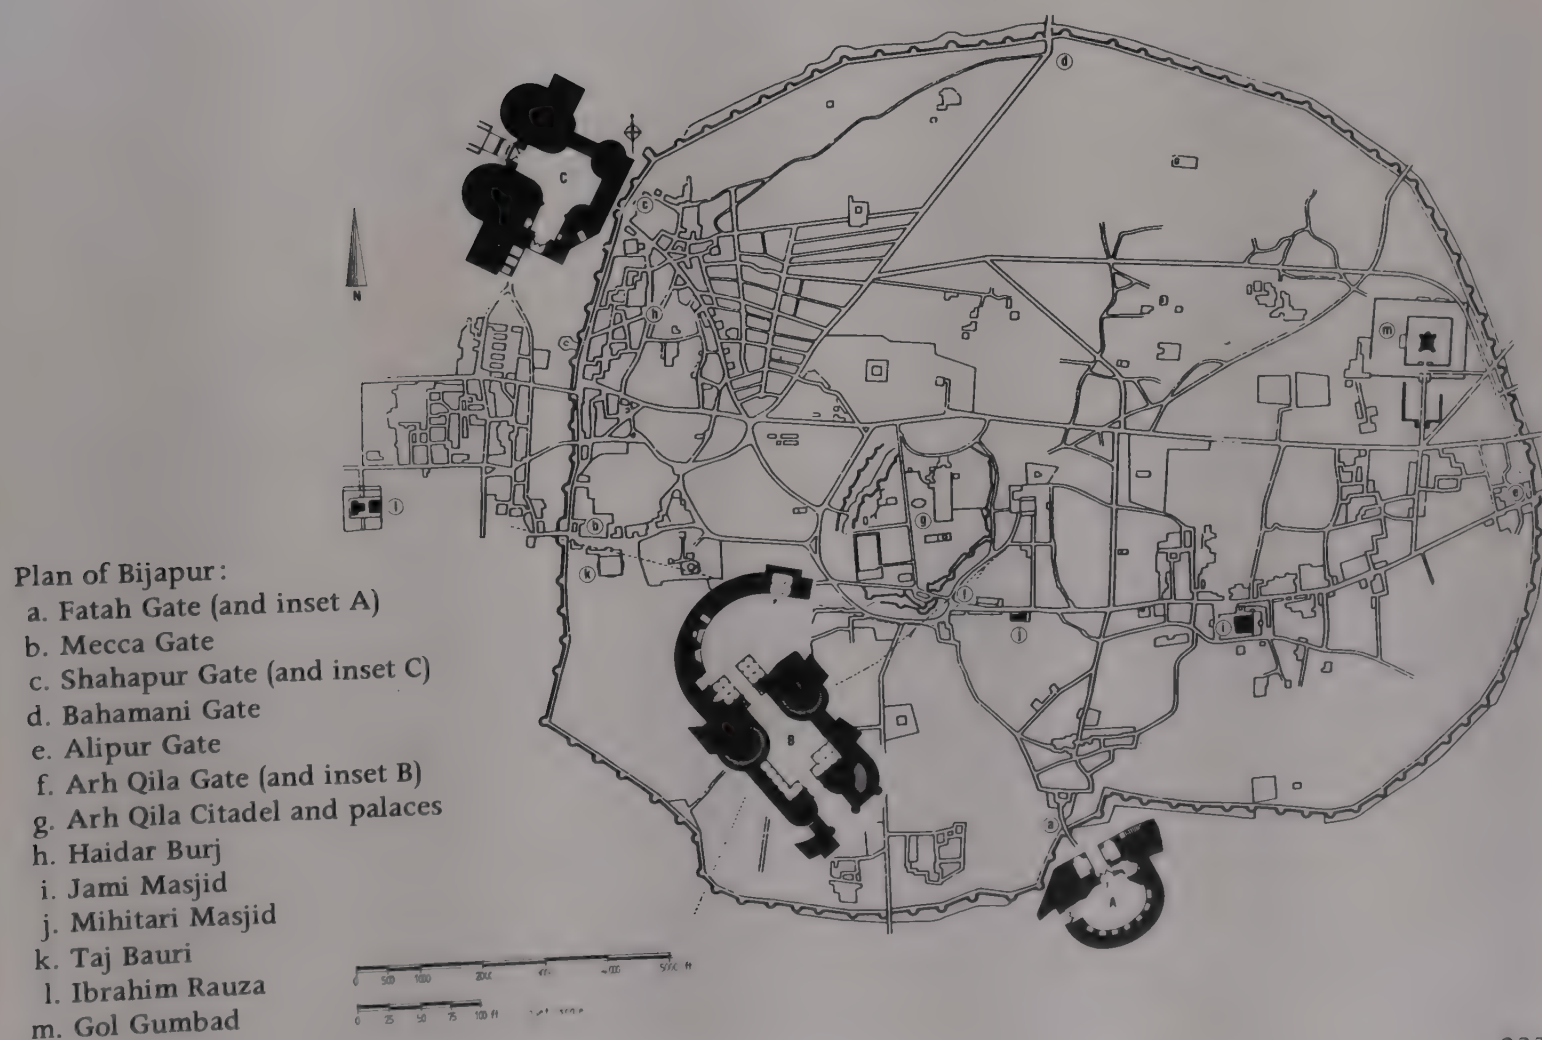 Plan of Bijapur:
a. Fatah Gate (and inset A)
b. Mecca Gate
c. Shahapur Gate (and inset C)
d. Bahamani Gate
e. Alipur Gate
f. Arh Qila Gate (and inset B)
g. Arh Qila Citadel and palaces
h. Haidar Burj
i. Jami Masjid
j. Mihitari Masjid
k. Taj Bauri
l. Ibrahim Rauza
m. Gol Gumbad
N
d
C
c
h
c
m
l
b
g
e
k
f
j
i
B
a
A
0 500 1000
0 25 50 75 100 ft